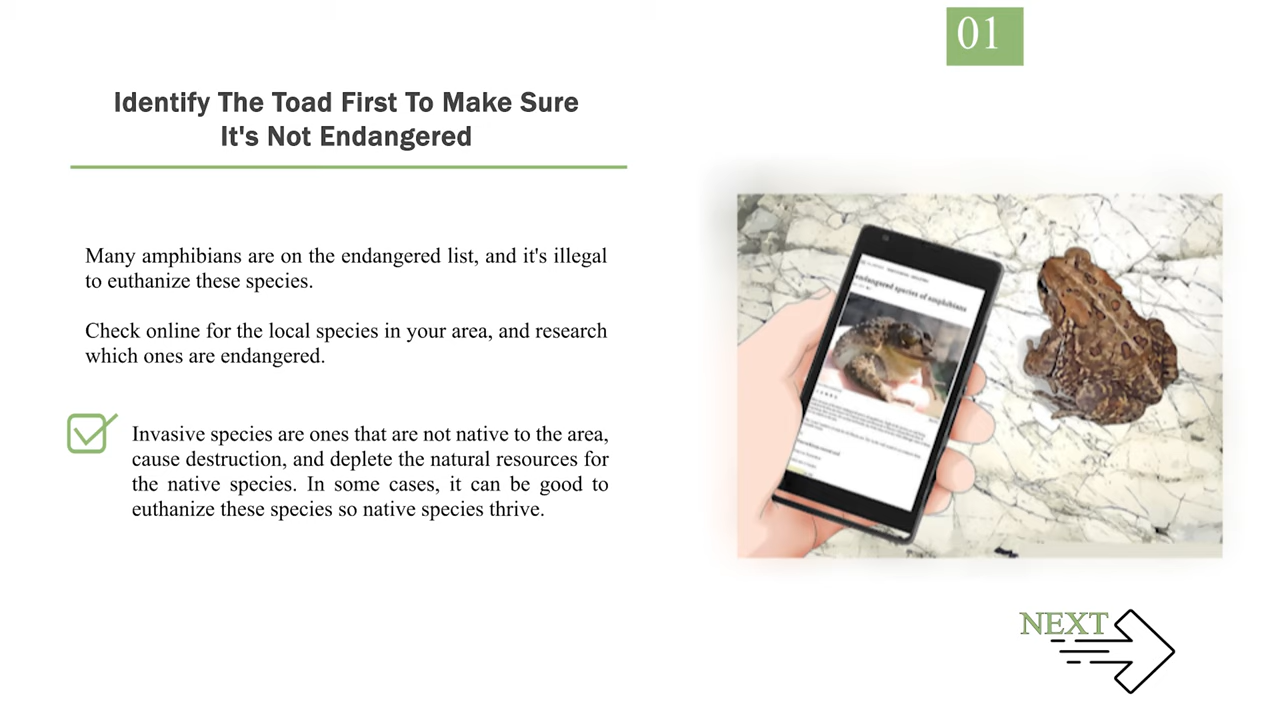 01
Identify The Toad First To Make Sure
It's Not Endangered
Many amphibians are on the endangered list, and it's illegal
to euthanize these species.
Check online for the local species in your area, and research
which ones are endangered.
Invasive species are ones that are not native to the area,
cause destruction, and deplete the natural resources for
the native species. In some cases, it can be good to
euthanize these species so native species thrive.
endangered species of amphibians
NEXT